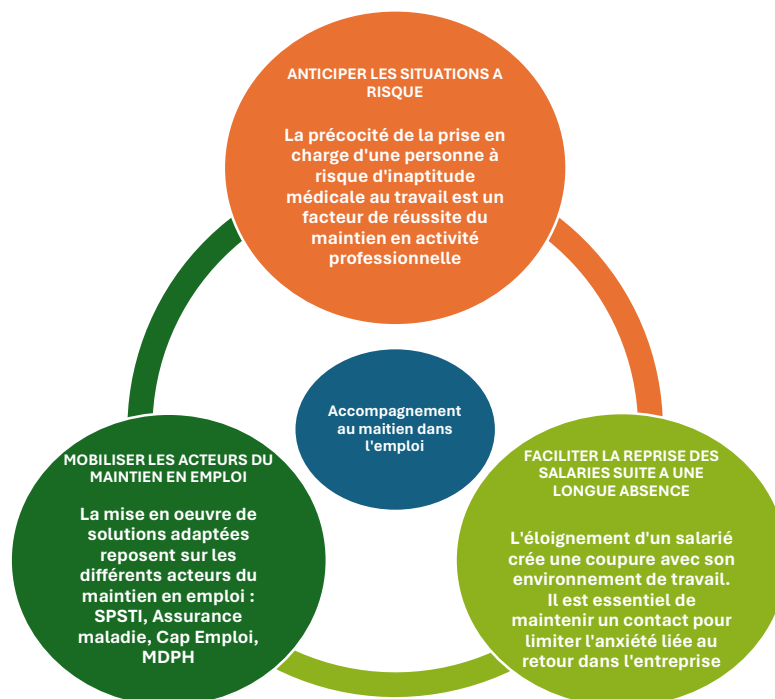 ANTICIPER LES SITUATIONS A
RISQUE
La précocité de la prise en
charge d'une personne à
risque d'inaptitude
médicale au travail est un
facteur de réussite du
maintien en activité
professionnelle
Accompagnement
au maitien dans
l'emploi
MOBILISER LES ACTEURS DU
MAINTIEN EN EMPLOI
La mise en oeuvre de
solutions adaptées
reposent sur les
différents acteurs du
maintien en emploi :
SPSTI, Assurance
maladie, Cap Emploi,
MDPH
FACILITER LA REPRISE DES
SALARIES SUITE A UNE
LONGUE ABSENCE
L'éloignement d'un salarié
crée une coupure avec son
environnement de travail.
Il est essentiel de
maintenir un contact pour
limiter l'anxiété liée au
retour dans l'entreprise